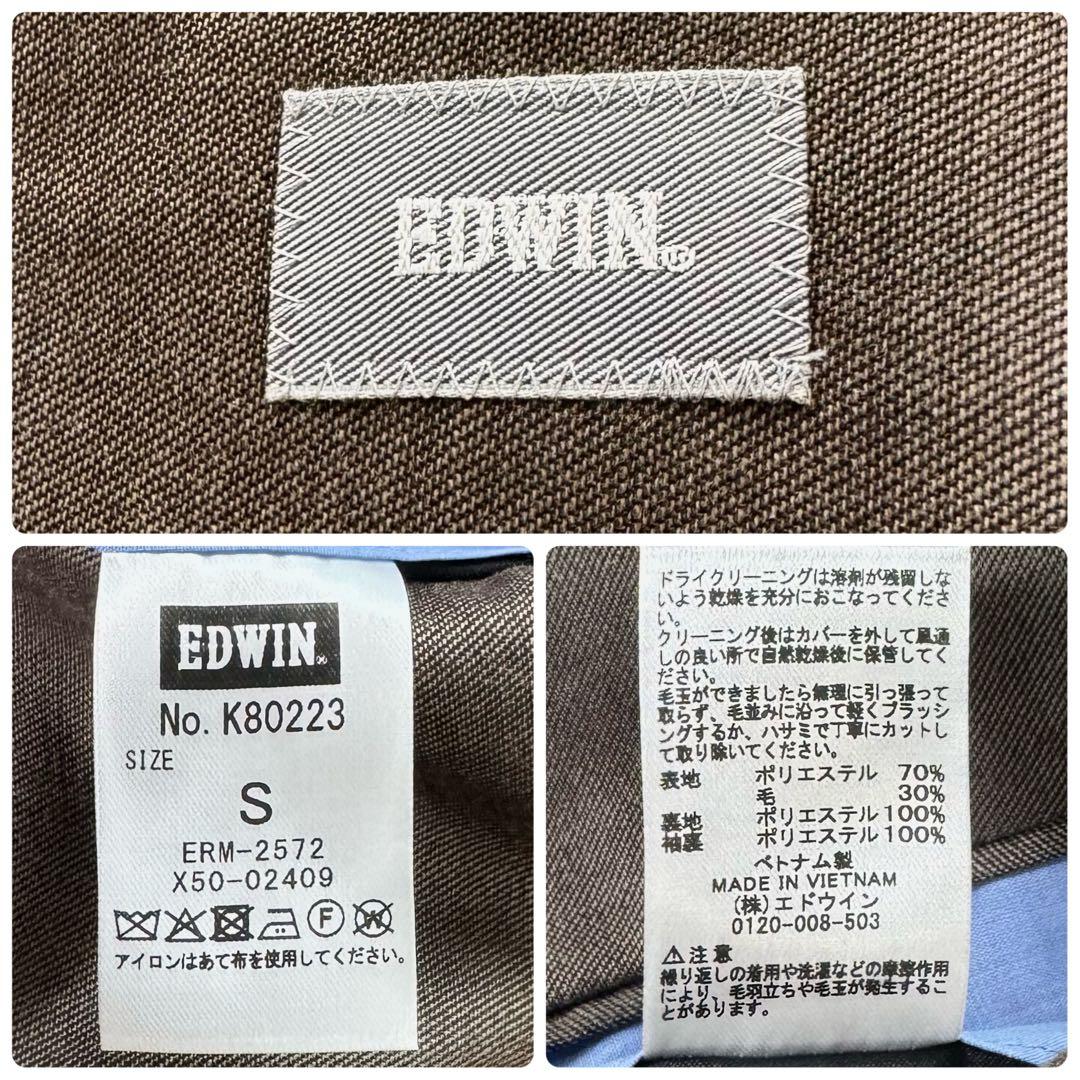 EDWIN®
EDWIN®
No. K80223
SIZE
S
ERM-2572
X50-02409
F
W
アイロンはあて布を使用してください。
ドライクリーニングは溶剤が残留しな
いよう乾燥を充分におこなってくださ
い。
クリーニング後はカバーを外して風通
しの良い所で自然乾燥後に保管してく
ださい。
毛玉ができましたら無理に引っ張って
取らず、毛並みに沿って軽くブラッシ
ングするか、ハサミで丁寧にカットし
て取り除いてください。
表地 ポリエステル 70%
毛 30%
裏地 ポリエステル 100%
袖裏 ポリエステル 100%
ベトナム製
MADE IN VIETNAM
(株)エドウイン
0120-008-503
⚠注意
繰り返しの着用や洗濯などの摩擦作用
により、毛羽立ちや毛玉が発生するこ
とがあります。